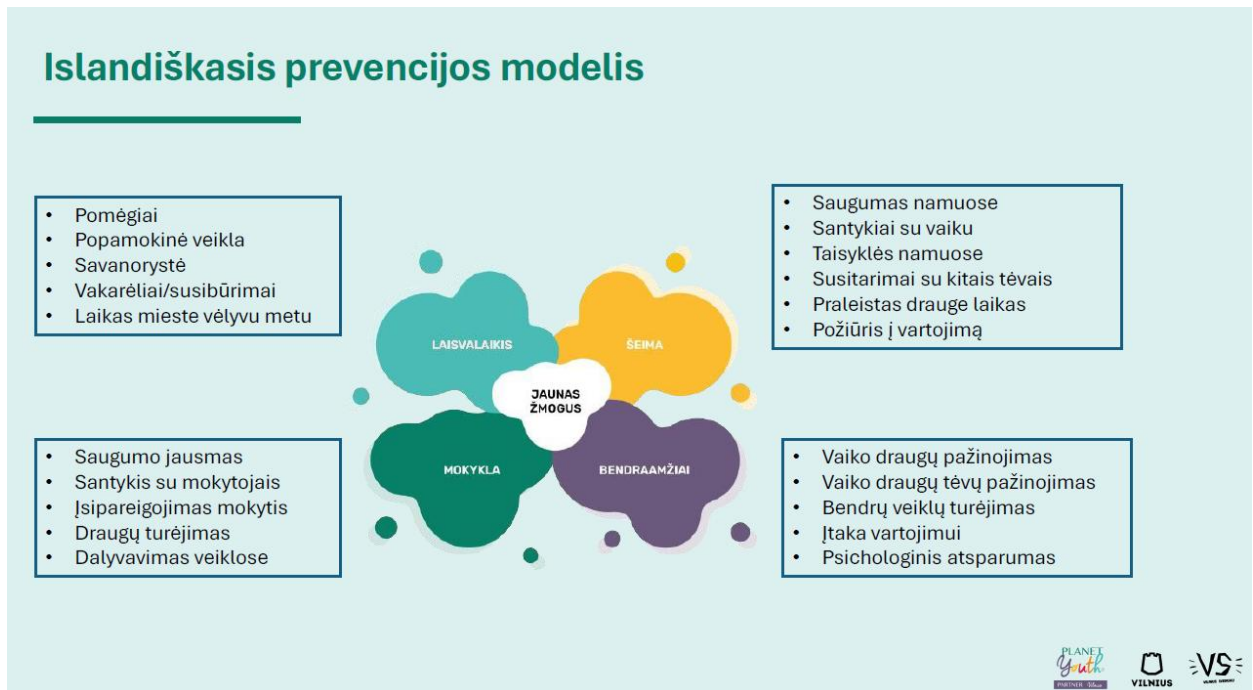 Islandiškasis prevencijos modelis
• Pomėgiai
• Popamokinė veikla
• Savanorystė
• Vakarėliai/susibūrimai
• Laikas mieste vėlyvu metu
• Saugumas namuose
• Santykiai su vaiku
• Taisyklės namuose
• Susitarimai su kitais tėvais
• Praleistas drauge laikas
• Požiūris į vartojimą
LAISVALAIKIS
ŠEIMA
JAUNAS
ŽMOGUS
MOKYKLA
BENDRAAMŽIAI
• Saugumo jausmas
• Santykis su mokytojais
• Įsipareigojimas mokytis
• Draugų turėjimas
• Dalyvavimas veiklose
• Vaiko draugų pažinojimas
• Vaiko draugų tėvų pažinojimas
• Bendrų veiklų turėjimas
• Įtaka vartojimui
• Psichologinis atsparumas
PLANET
Youth
PARTNER
VILNIUS
VS